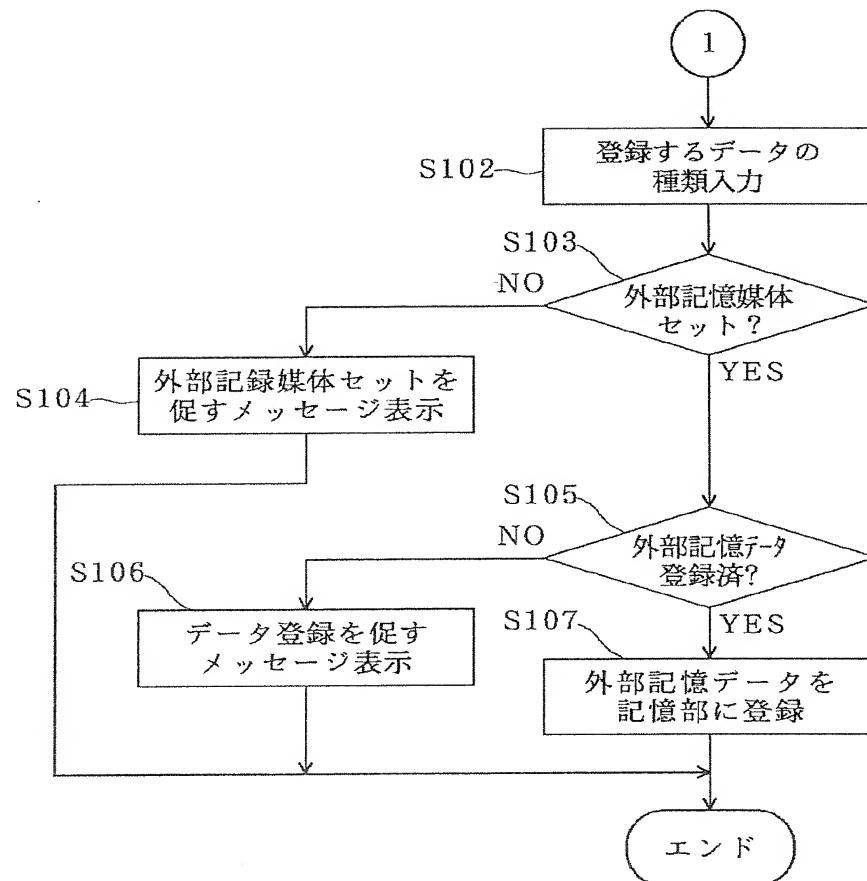 1
S102
登録するデータの
種類入力
S103
NO
外部記憶媒体
セット？
YES
S104
外部記録媒体セットを
促すメッセージ表示
S105
NO
外部記憶データ
登録済?
YES
S106
データ登録を促す
メッセージ表示
S107
外部記憶データを
記憶部に登録
エンド